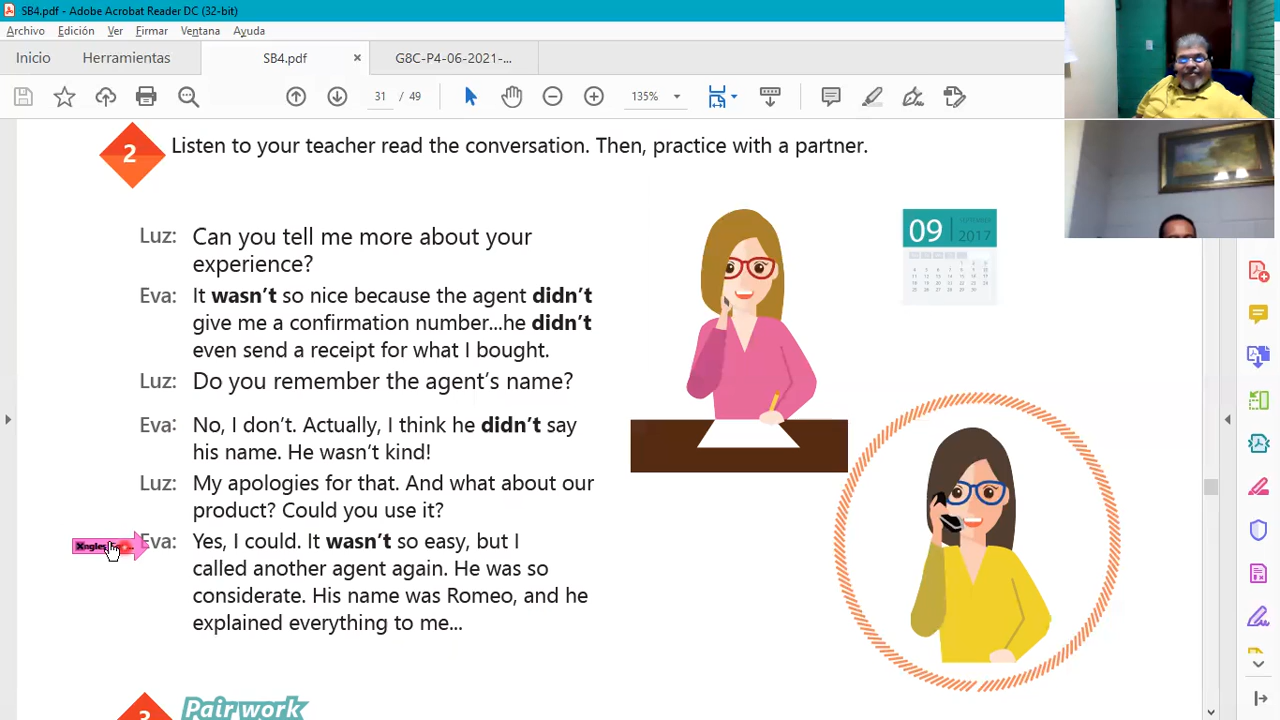 SB4.pdf - Adobe Acrobat Reader DC (32-bit)
Archivo Edición Ver Firmar Ventana Ayuda
Inicio Herramientas SB4.pdf × G8C-P4-06-2021-...
31 / 49 135%
2 Listen to your teacher read the conversation. Then, practice with a partner.
Luz: Can you tell me more about your
experience?
Eva: It wasn't so nice because the agent didn't
give me a confirmation number...he didn't
even send a receipt for what I bought.
Luz: Do you remember the agent's name?
Eva: No, I don't. Actually, I think he didn't say
his name. He wasn't kind!
Luz: My apologies for that. And what about our
product? Could you use it?
Eva: Yes, I could. It wasn't so easy, but I
called another agent again. He was so
considerate. His name was Romeo, and he
explained everything to me...
09 SEPTEMBER
2017
3 Pair work